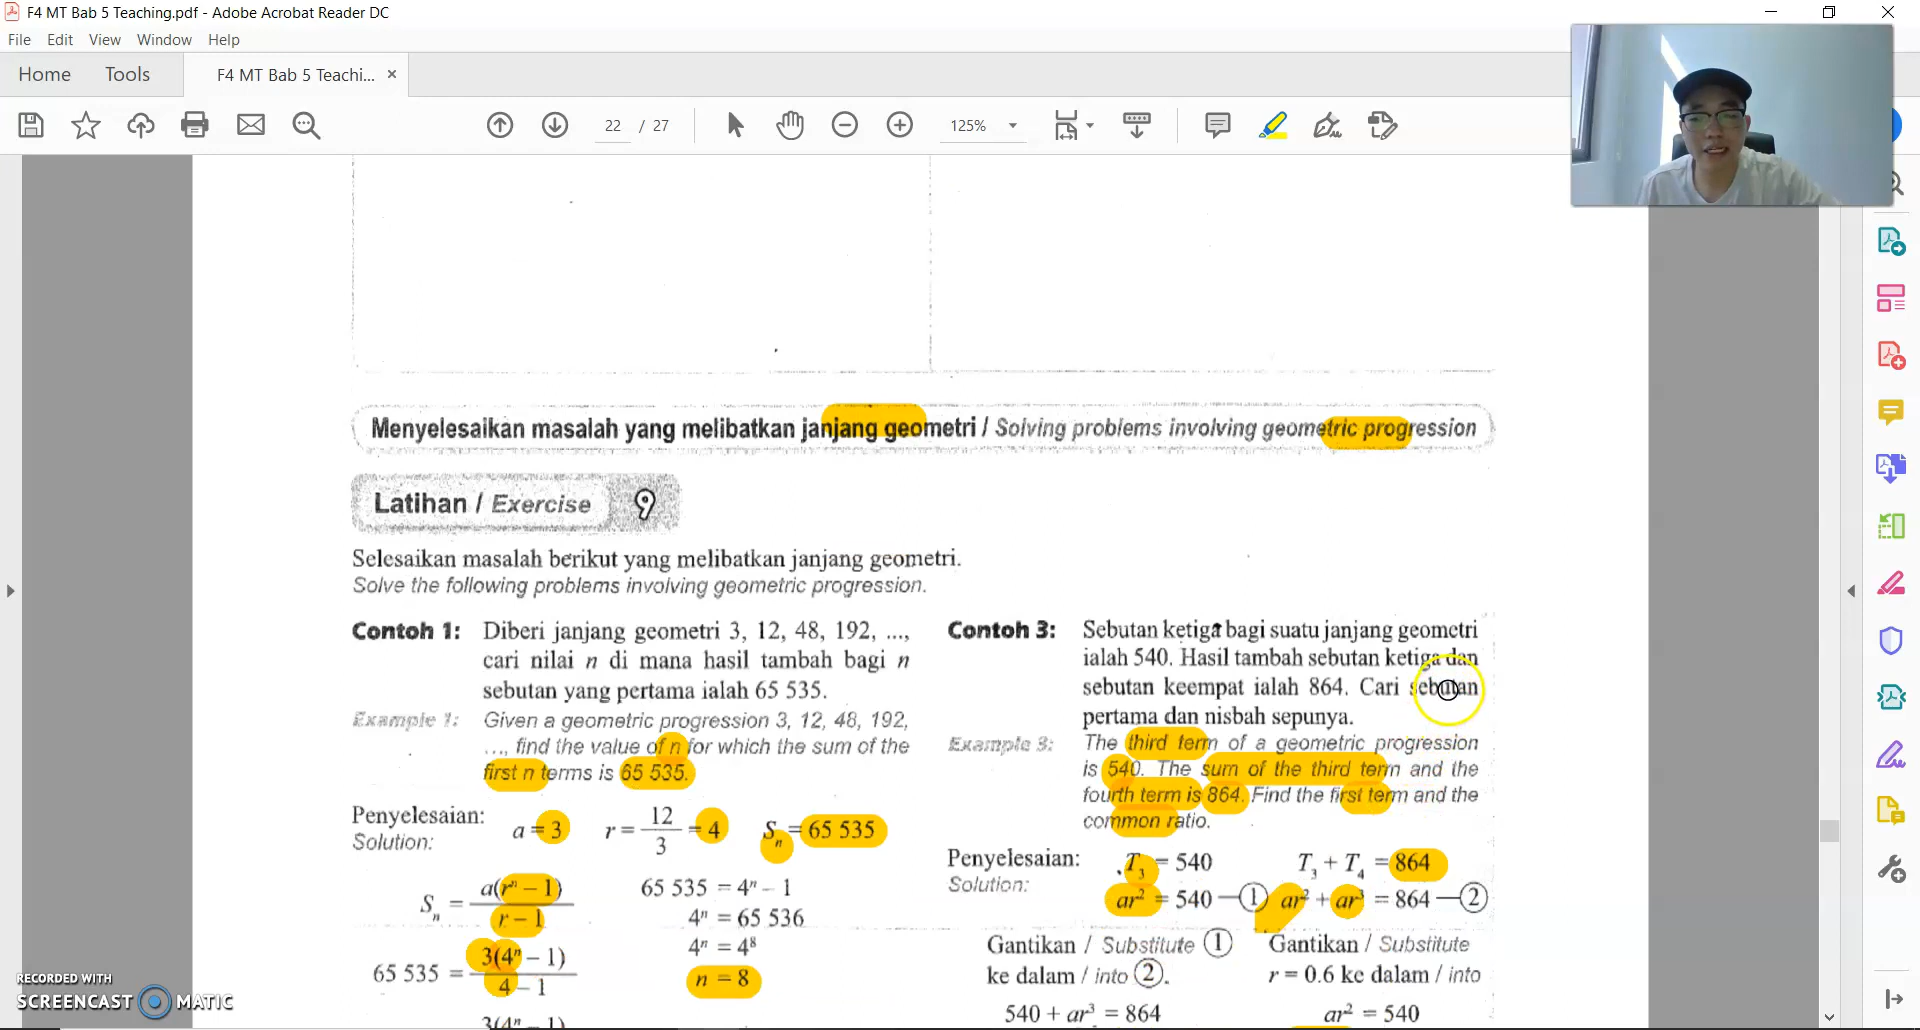 F4 MT Bab 5 Teaching.pdf - Adobe Acrobat Reader DC
File Edit View Window Help
Home Tools F4 MT Bab 5 Teachi... ×
22 / 27 125%
Menyelesaikan masalah yang melibatkan janjang geometri / Solving problems involving geometric progression
Latihan / Exercise 9
Selesaikan masalah berikut yang melibatkan janjang geometri.
Solve the following problems involving geometric progression.
Contoh 1: Diberi janjang geometri 3, 12, 48, 192, ...,
cari nilai n di mana hasil tambah bagi n
sebutan yang pertama ialah 65 535.
Example 1: Given a geometric progression 3, 12, 48, 192,
..., find the value of n for which the sum of the
first n terms is 65 535.
Penyelesaian:
Solution:
a = 3 r = 12/3 = 4 Sₙ = 65 535
Sₙ = a(rⁿ – 1) / r – 1
65 535 = 3(4ⁿ – 1) / 4 – 1
3(4ⁿ – 1)
65 535 = 4ⁿ – 1
4ⁿ = 65 536
4ⁿ = 4⁸
n = 8
Contoh 3: Sebutan ketiga bagi suatu janjang geometri
ialah 540. Hasil tambah sebutan ketiga dan
sebutan keempat ialah 864. Cari sebutan
pertama dan nisbah sepunya.
Example 3: The third term of a geometric progression
is 540. The sum of the third term and the
fourth term is 864. Find the first term and the
common ratio.
Penyelesaian: T₃ = 540 T₃ + T₄ = 864
Solution: ar² = 540 — ① ar² + ar³ = 864 — ②
Gantikan / Substitute ①
ke dalam / into ②.
540 + ar³ = 864
Gantikan / Substitute
r = 0.6 ke dalam / into
ar² = 540
RECORDED WITH
SCREENCAST MATIC